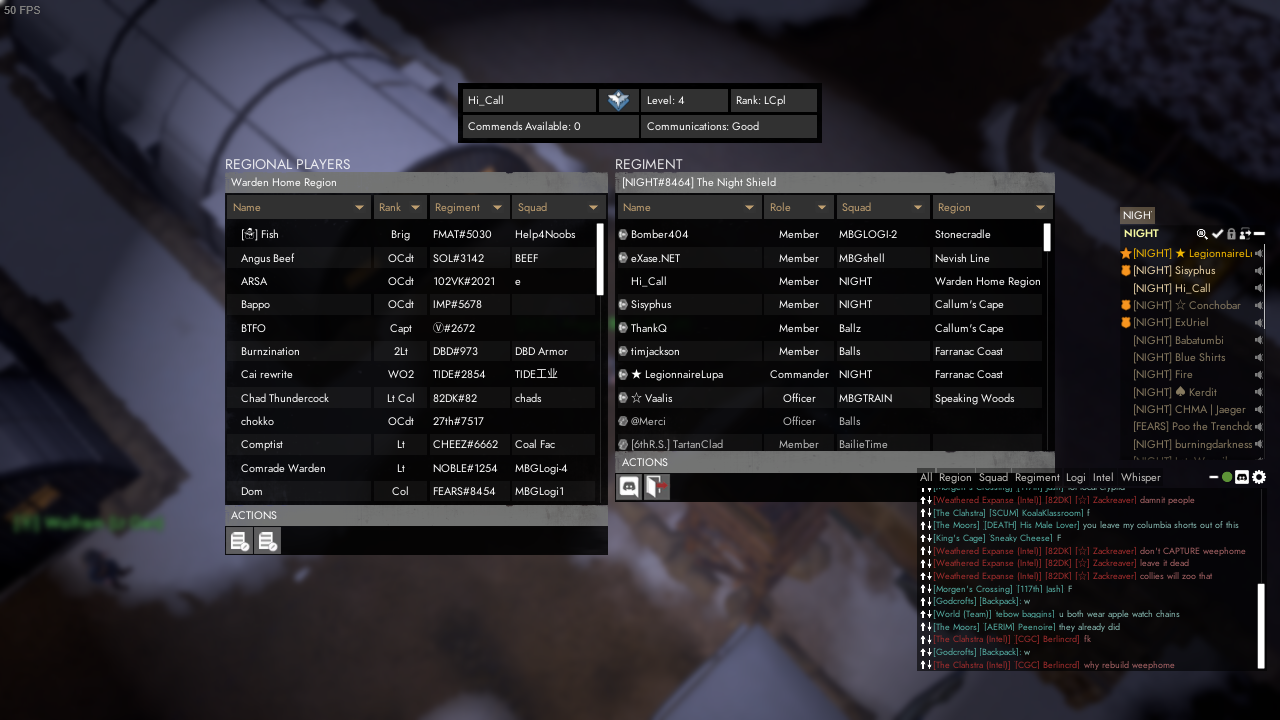 50 FPS
Hi_Call Level: 4 Rank: LCpl
Commends Available: 0 Communications: Good
REGIONAL PLAYERS
Warden Home Region
Name Rank Regiment Squad
[☠] Fish Brig FMAT#5030 Help4Noobs
Angus Beef OCdt SOL#3142 BEEF
ARSA OCdt 102VK#2021 e
Bappo OCdt IMP#5678
BTFO Capt Ⓥ#2672
Burnzination 2Lt DBD#973 DBD Armor
Cai rewrite WO2 TIDE#2854 TIDE工业
Chad Thundercock Lt Col 82DK#82 chads
chokko OCdt 27th#7517
Comptist Lt CHEEZ#6662 Coal Fac
Comrade Warden Lt NOBLE#1254 MBGLogi-4
Dom Col FEARS#8454 MBGLogi1
ACTIONS
REGIMENT
[NIGHT#8464] The Night Shield
Name Role Squad Region
Bomber404 Member MBGLOGI-2 Stonecradle
eXase.NET Member MBGshell Nevish Line
Hi_Call Member NIGHT Warden Home Region
Sisyphus Member NIGHT Callum's Cape
ThankQ Member Ballz Callum's Cape
timjackson Member Balls Farranac Coast
★ LegionnaireLupa Commander NIGHT Farranac Coast
☆ Vaalis Officer MBGTRAIN Speaking Woods
@Merci Officer Balls
[6thR.S.] TartanClad Member BailieTime
ACTIONS
NIGH
NIGHT
[NIGHT] ★ LegionnaireL
[NIGHT] Sisyphus
[NIGHT] Hi_Call
[NIGHT] ☆ Conchobar
[NIGHT] ExUriel
[NIGHT] Babatumbi
[NIGHT] Blue Shirts
[NIGHT] Fire
[NIGHT] ♠ Kerdit
[NIGHT] CHMA | Jaeger
[FEARS] Poo the Trenchdo
[NIGHT] burningdarkness
All Region Squad Regiment Logi Intel Whisper
[Weathered Expanse (Intel)] [82DK] [☆] Zackreaver] damnit people
[The Clahstra] [SCUM] KoalaKlassroom] f
[The Moors] [DEATH] His Male Lover] you leave my columbia shorts out of this
[King's Cage] Sneaky Cheese] F
[Weathered Expanse (Intel)] [82DK] [☆] Zackreaver] don't CAPTURE weephome
[Weathered Expanse (Intel)] [82DK] [☆] Zackreaver] leave it dead
[Weathered Expanse (Intel)] [82DK] [☆] Zackreaver] collies will zoo that
[Morgen's Crossing] [117th] Jash] F
[Godcrofts] [Backpack]: w
[World (Team)] tebow baggins] u both wear apple watch chains
[The Moors] [AERIM] Peenoire] they already did
[The Clahstra (Intel)] [CGC] Berlincrd] fk
[Godcrofts] [Backpack]: w
[The Clahstra (Intel)] [CGC] Berlincrd] why rebuild weephome